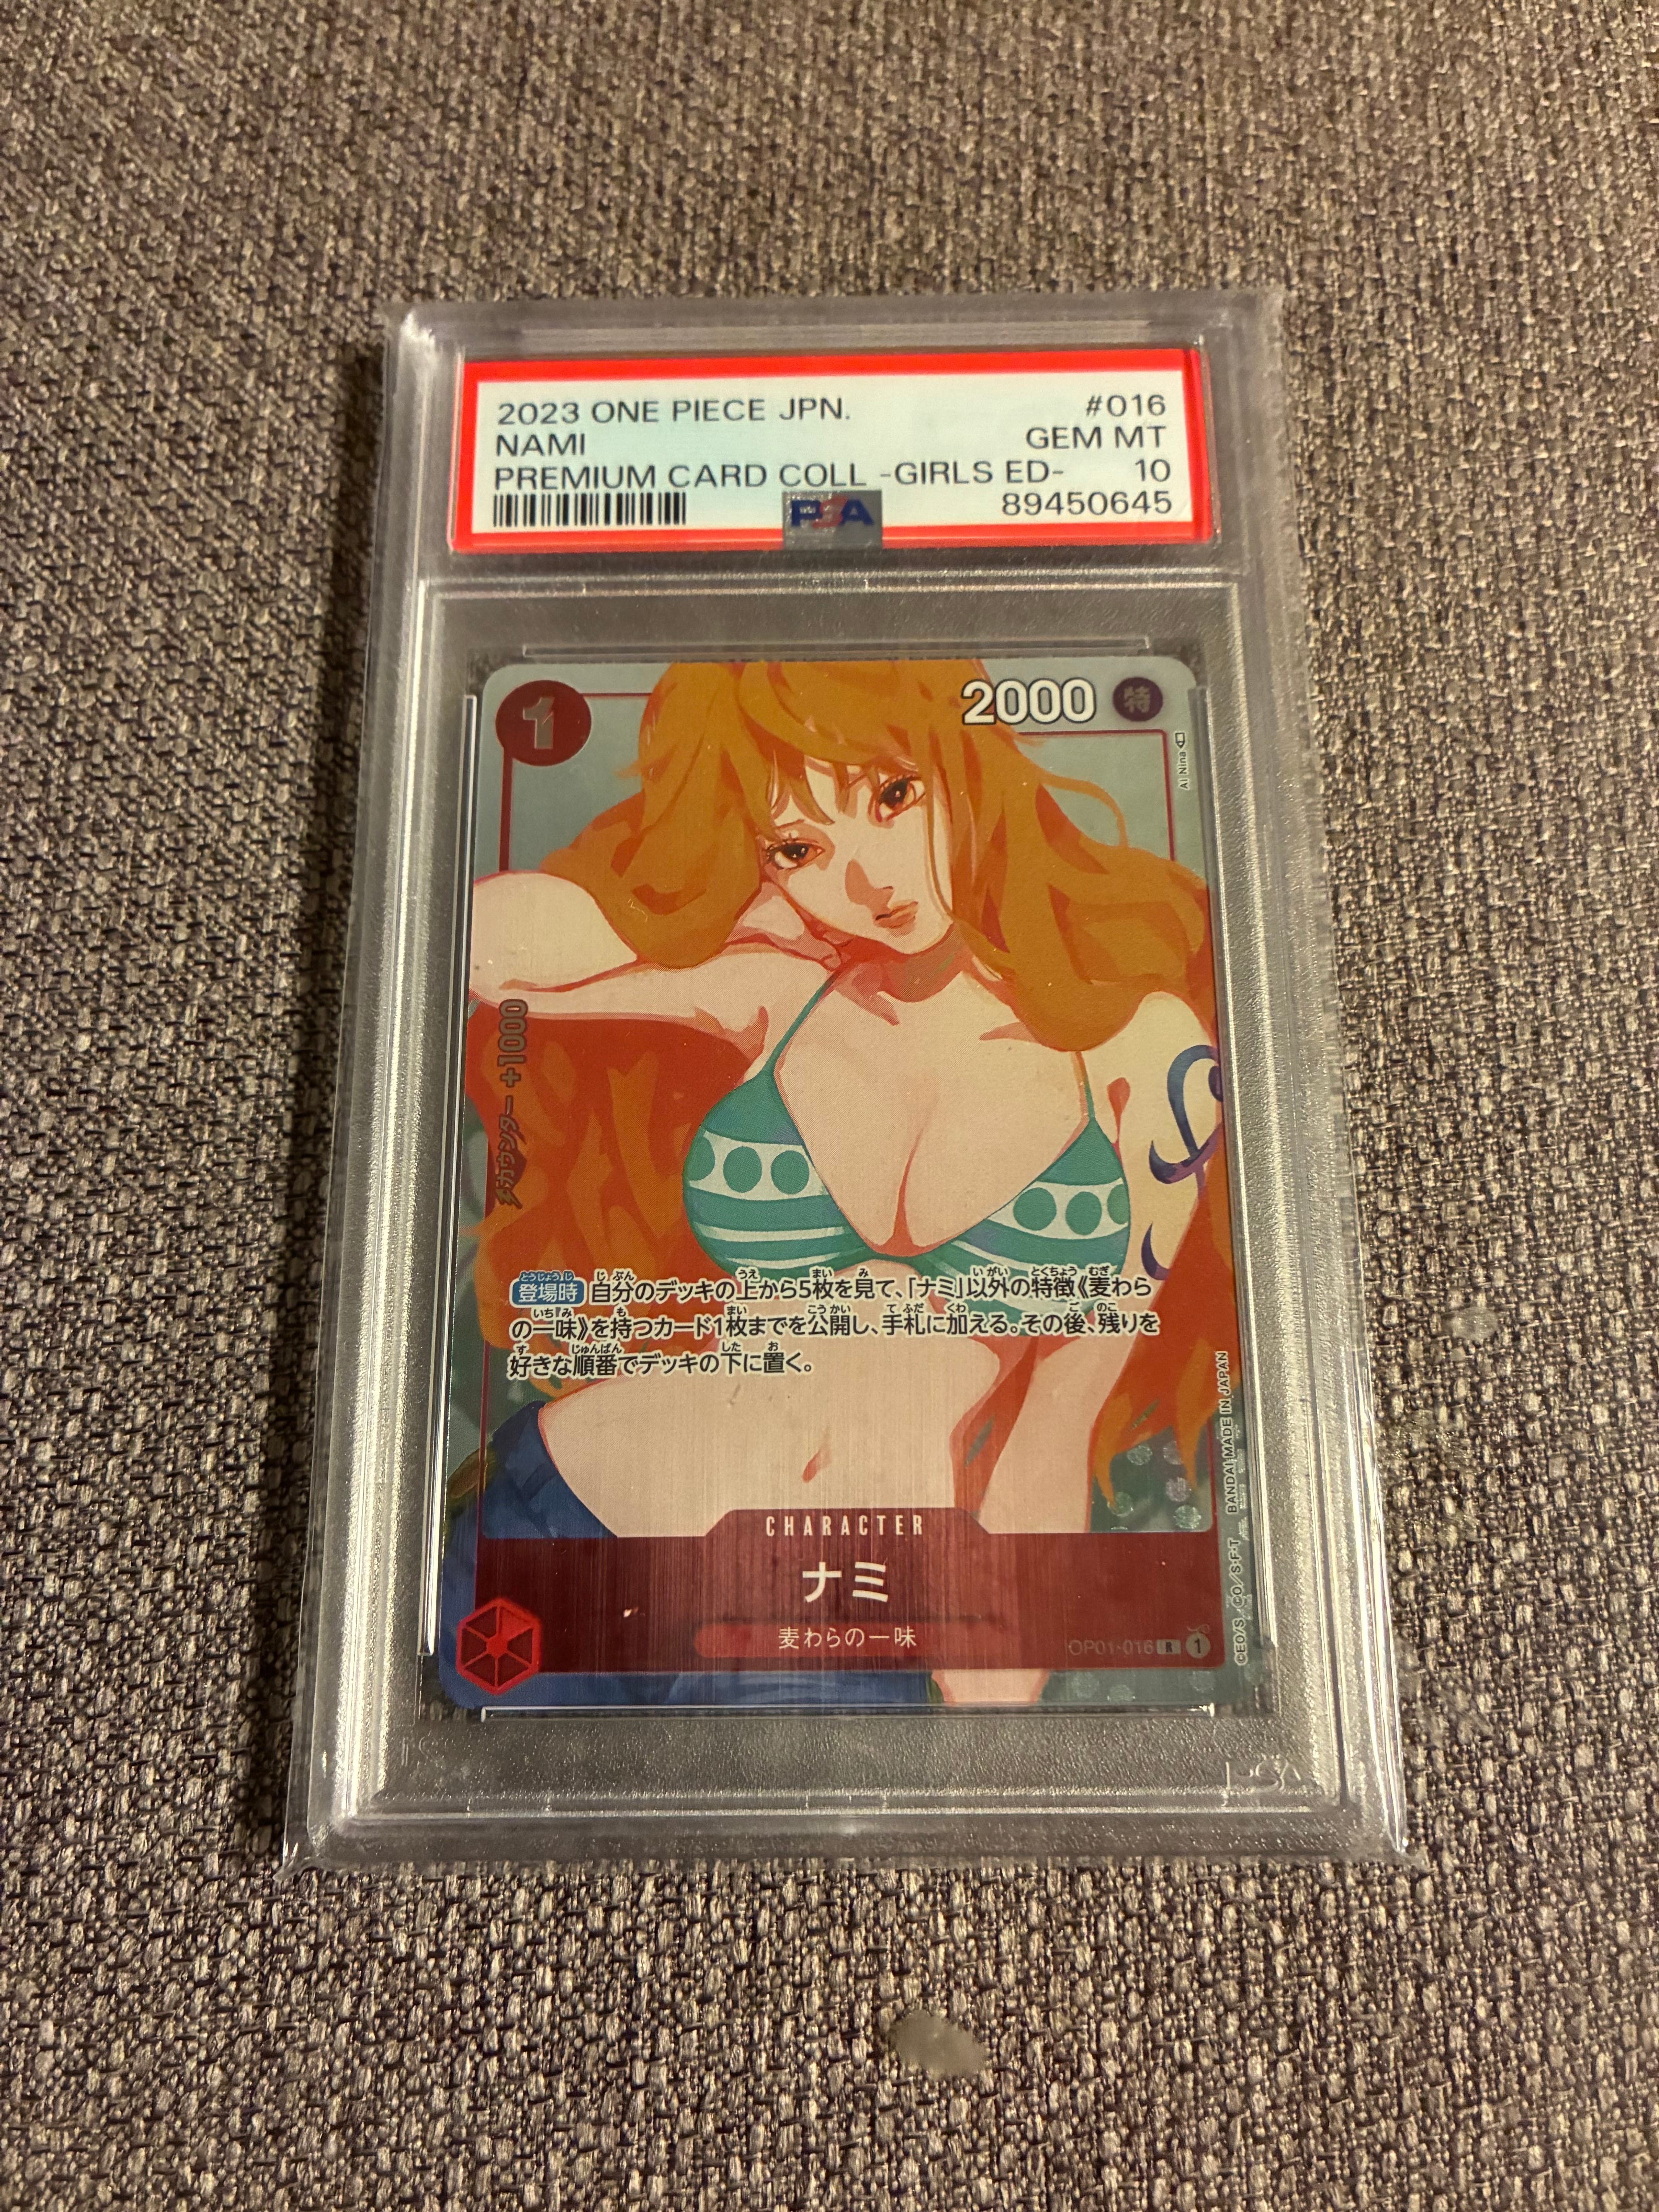 2023 ONE PIECE JPN. #016
NAMI GEM MT
PREMIUM CARD COLL -GIRLS ED- 10
89450645
PSA
1
2000 特
Ai Nina
カウンター +1000
登場時 自分のデッキの上から5枚を見て、「ナミ」以外の特徴《麦わら
の一味》を持つカード1枚までを公開し、手札に加える。その後、残りを
好きな順番でデッキの下に置く。
CHARACTER
ナミ
麦わらの一味
OP01-016 R 1
©EO/S, CO/S・F・T BANDAI MADE IN JAPAN
PSA